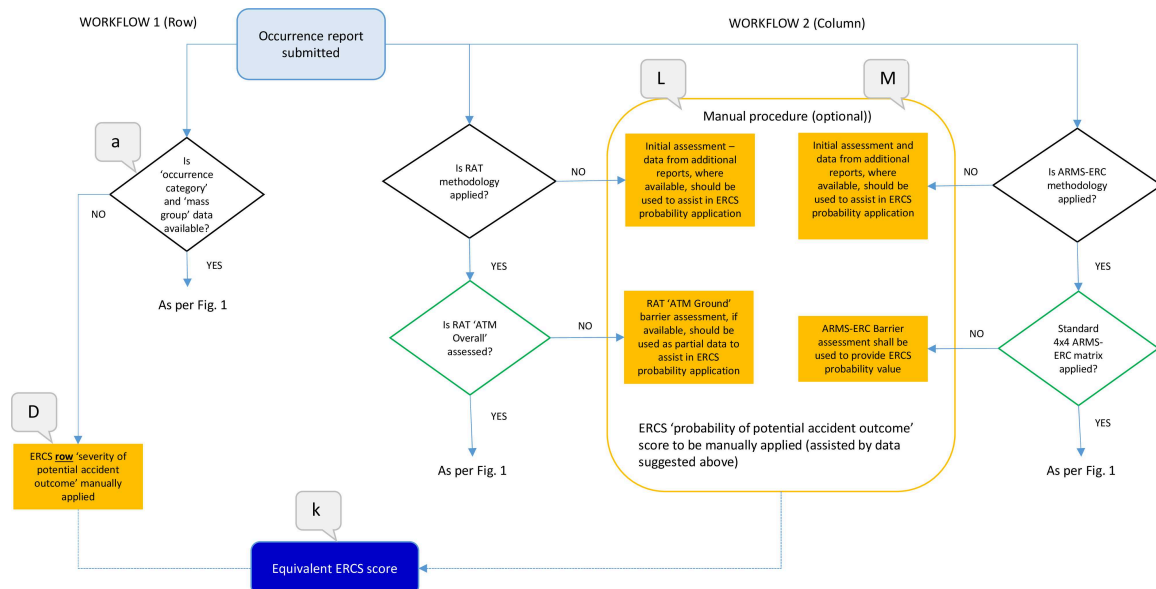 WORKFLOW 1 (Row)
WORKFLOW 2 (Column)
Occurrence report
submitted
L
M
Manual procedure (optional))
a
Is
‘occurrence
category’
and ‘mass
group’ data
available?
NO
YES
As per Fig. 1
Is RAT
methodology
applied?
NO
YES
Initial assessment –
data from additional
reports, where
available, should be
used to assist in ERCS
probability application
Initial assessment and
data from additional
reports, where
available, should be
used to assist in ERCS
probability application
NO
Is ARMS-ERC
methodology
applied?
YES
Is RAT ‘ATM
Overall’
assessed?
NO
YES
As per Fig. 1
RAT ‘ATM Ground’
barrier assessment, if
available, should be
used as partial data to
assist in ERCS
probability application
ARMS-ERC Barrier
assessment shall be
used to provide ERCS
probability value
NO
Standard
4x4 ARMS-
ERC matrix
applied?
YES
As per Fig. 1
ERCS ‘probability of potential accident outcome’
score to be manually applied (assisted by data
suggested above)
D
ERCS row ‘severity of
potential accident
outcome’ manually
applied
k
Equivalent ERCS score